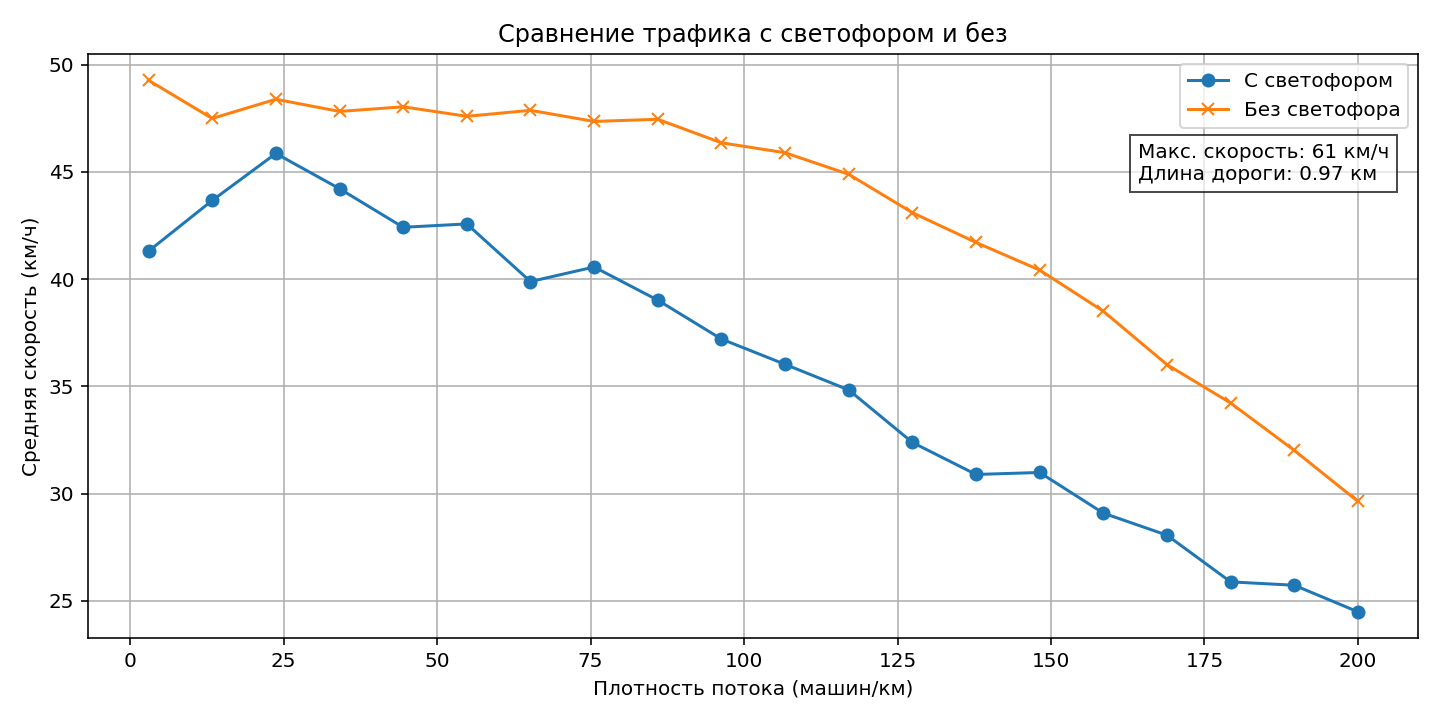 Сравнение трафика с светофором и без
С светофором
Без светофора
Макс. скорость: 61 км/ч
Длина дороги: 0.97 км
Средняя скорость (км/ч)
50
45
40
35
30
25
0 25 50 75 100 125 150 175 200
Плотность потока (машин/км)